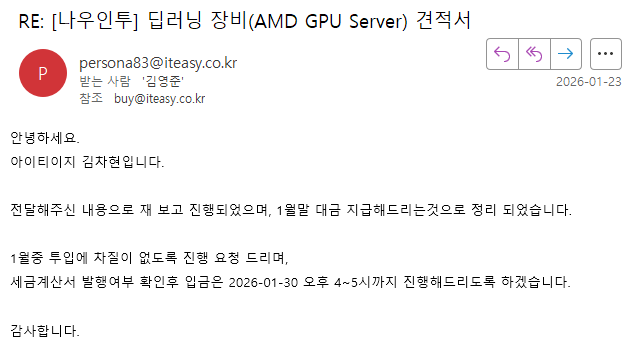 RE: [나우인투] 딥러닝 장비(AMD GPU Server) 견적서
P
persona83@iteasy.co.kr
받는 사람 '김영준'
참조 buy@iteasy.co.kr
2026-01-23
안녕하세요.
아이티이지 김차현입니다.
전달해주신 내용으로 재 보고 진행되었으며, 1월말 대금 지급해드리는것으로 정리 되었습니다.
1월중 투입에 차질이 없도록 진행 요청 드리며,
세금계산서 발행여부 확인후 입금은 2026-01-30 오후 4~5시까지 진행해드리도록 하겠습니다.
감사합니다.